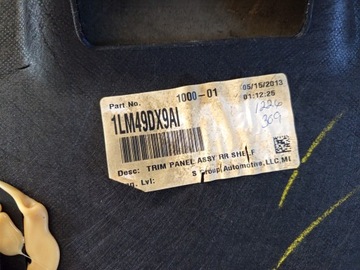 Part No. 1000-01 05/15/2013
01:12:25
1LM49DX9AI
1226
309
Desc: TRIM PANEL ASSY RR SHELF
Lvl: S Group Automotive, LLC, MI